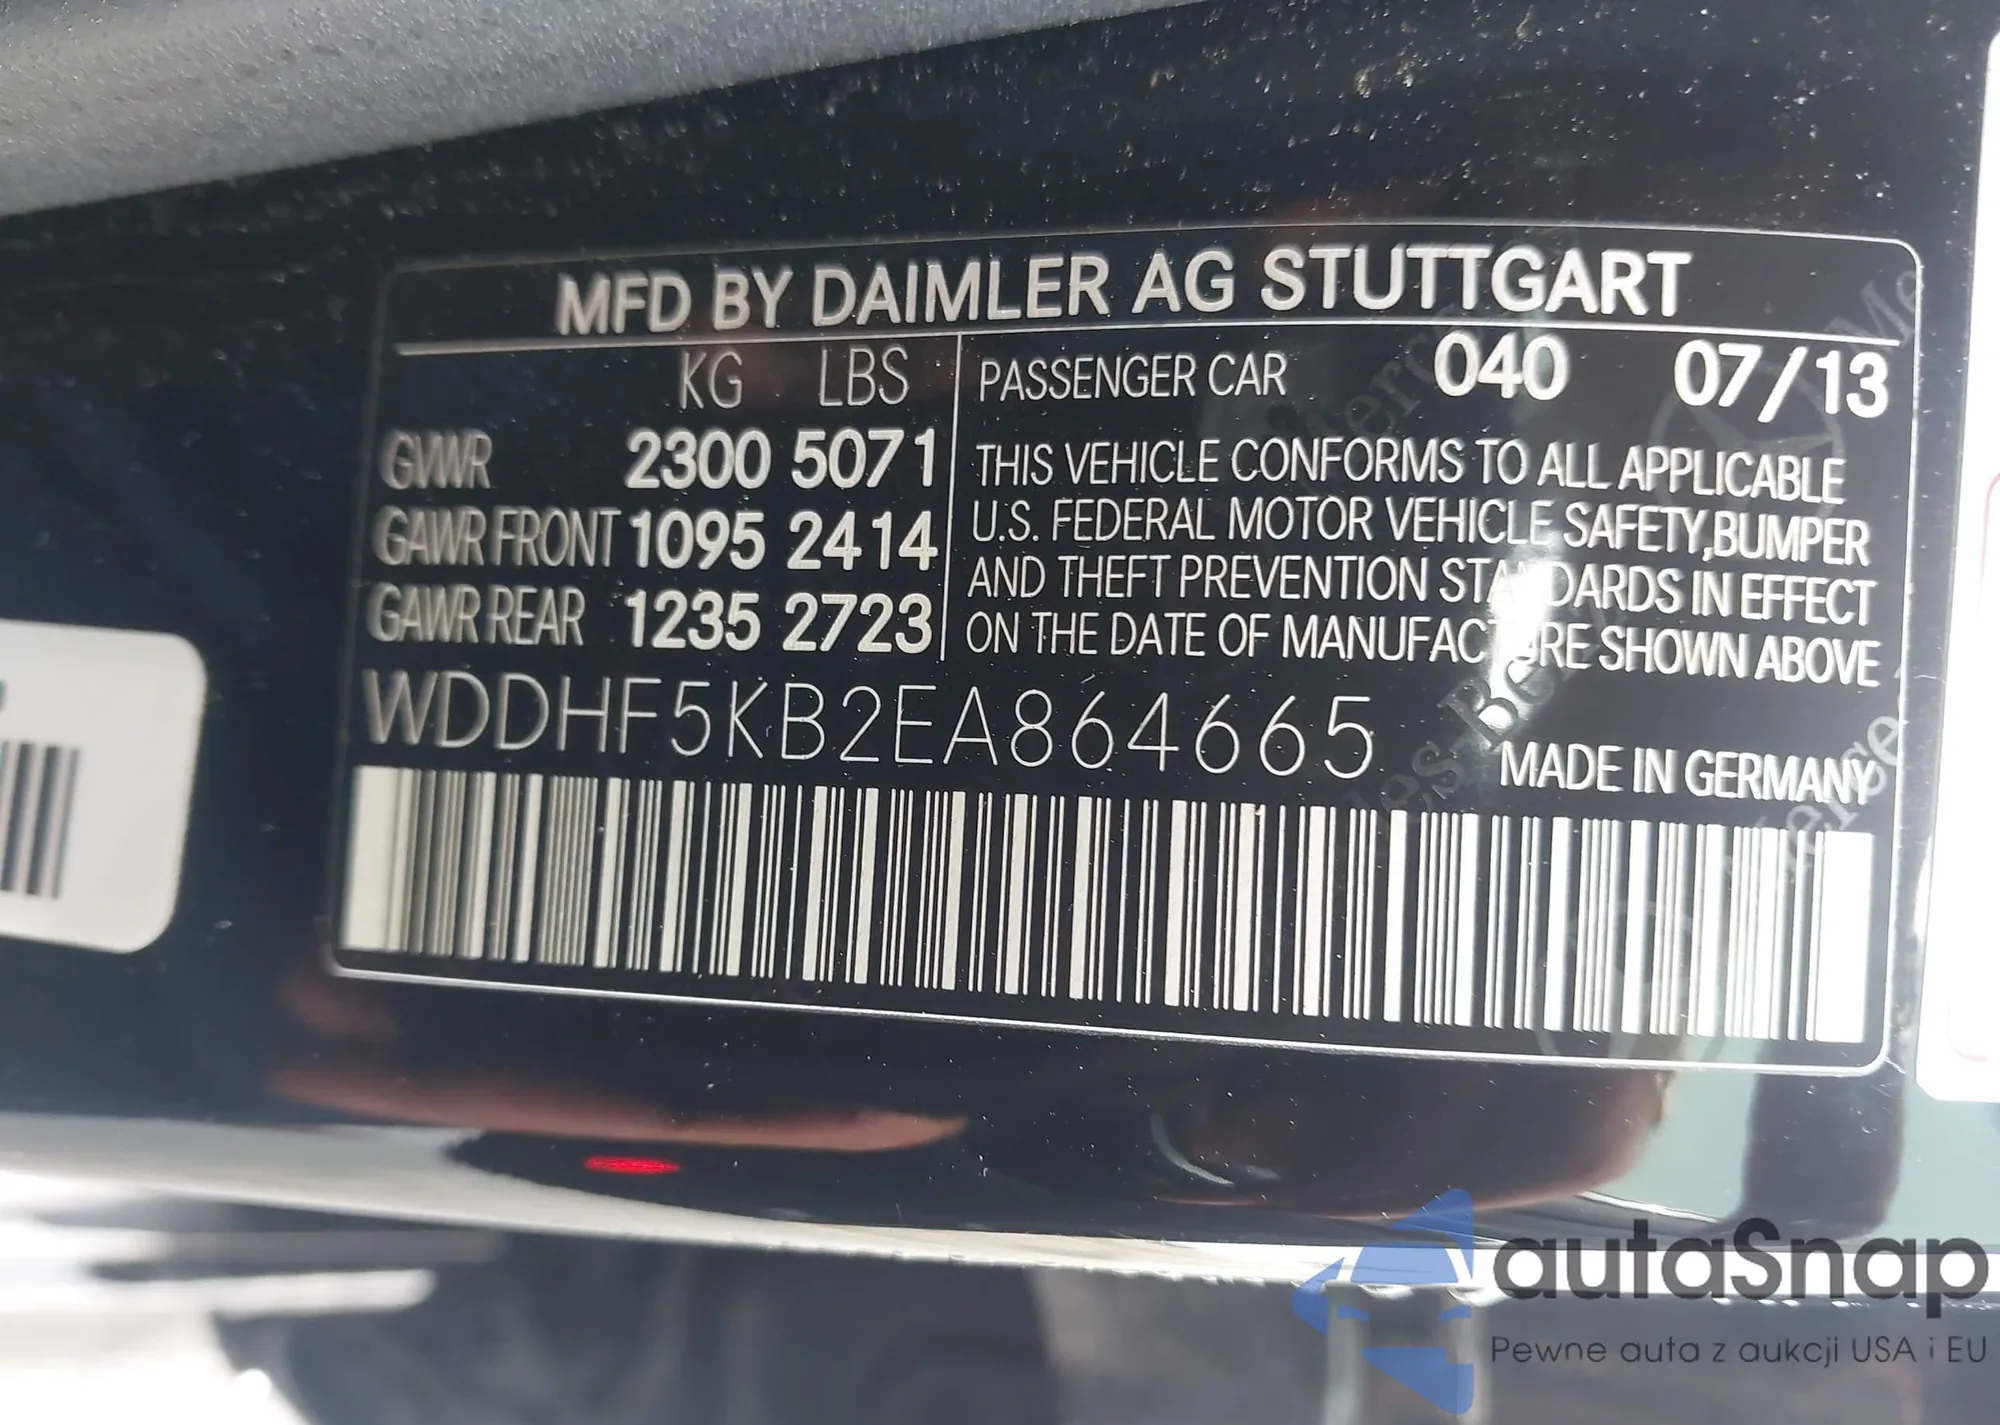 MFD BY DAIMLER AG STUTTGART
KG LBS
GVWR 2300 5071
GAWR FRONT 1095 2414
GAWR REAR 1235 2723
PASSENGER CAR 040 07/13
THIS VEHICLE CONFORMS TO ALL APPLICABLE
U.S. FEDERAL MOTOR VEHICLE SAFETY,BUMPER
AND THEFT PREVENTION STANDARDS IN EFFECT
ON THE DATE OF MANUFACTURE SHOWN ABOVE
WDDHF5KB2EA864665
MADE IN GERMANY
autaSnap
Pewne auta z aukcji USA i EU